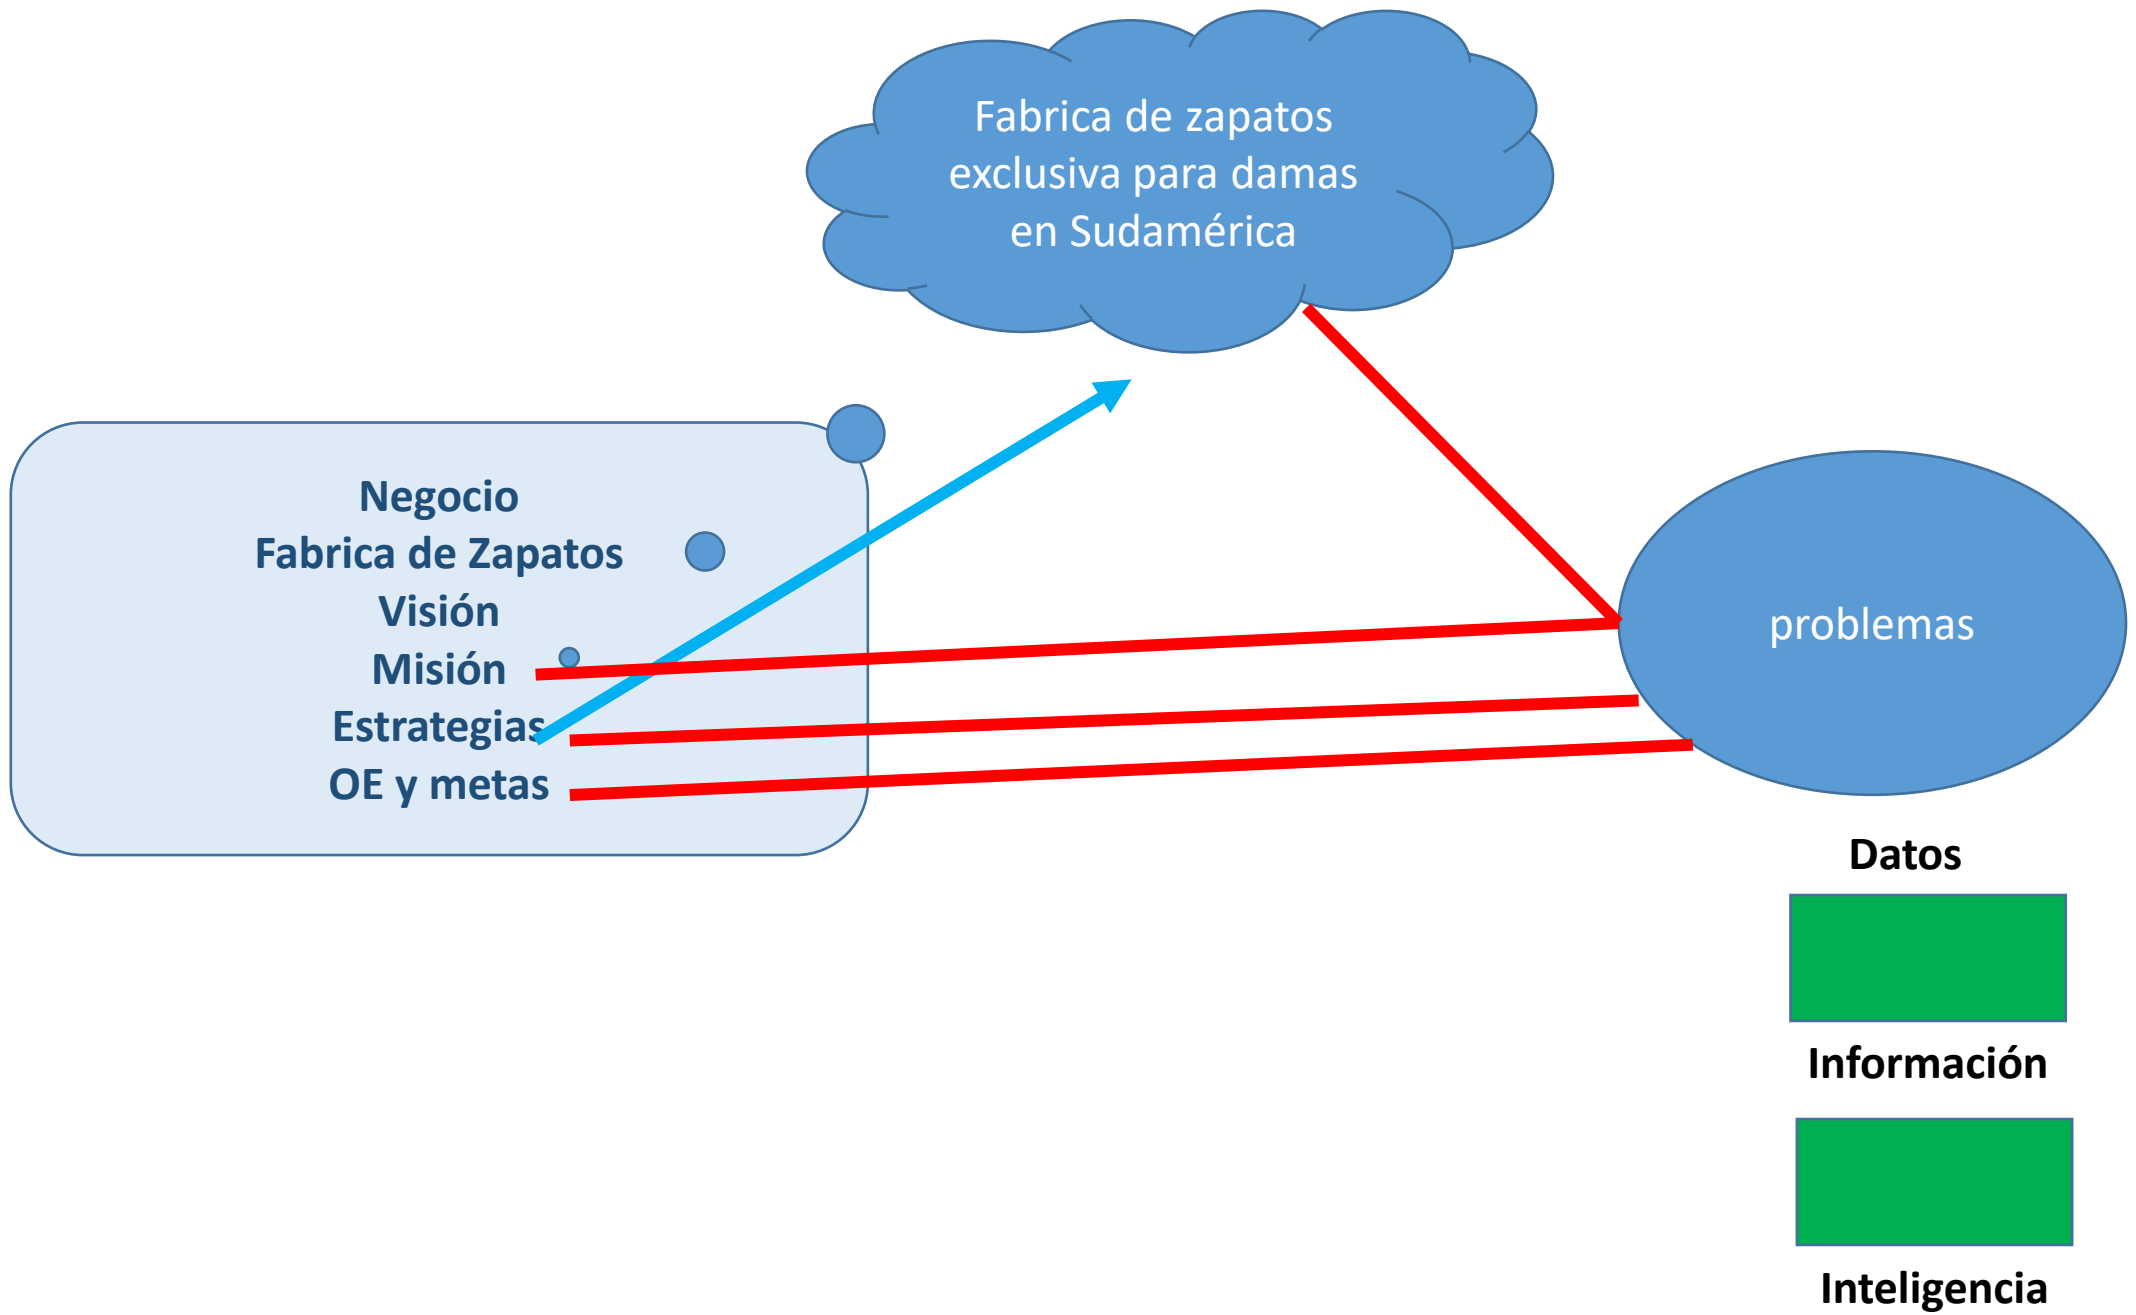 Fabrica de zapatos
exclusiva para damas
en Sudamérica
Negocio
Fabrica de Zapatos
Visión
Misión
Estrategias
OE y metas
problemas
Datos
Información
Inteligencia